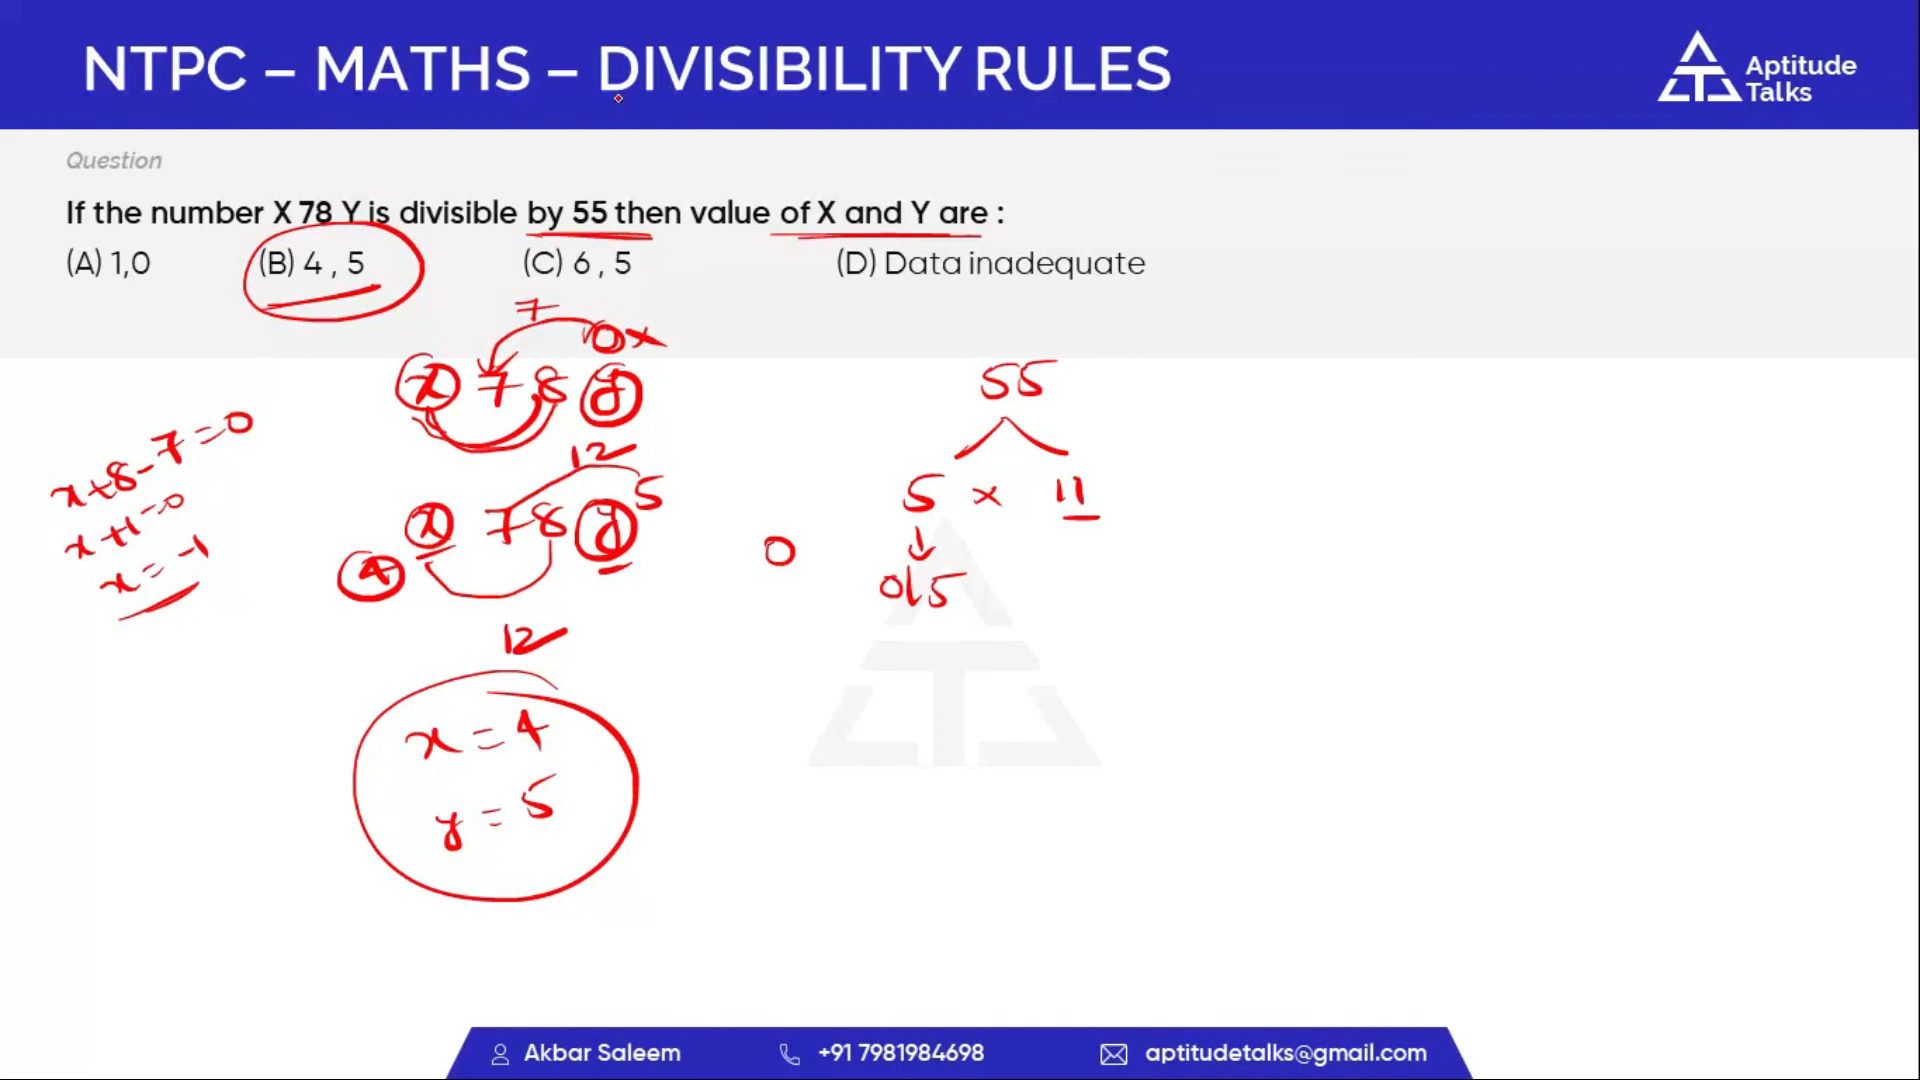 NTPC – MATHS – DIVISIBILITY RULES
Aptitude
Talks
Question
If the number X 78 Y is divisible by 55 then value of X and Y are :
(A) 1,0 (B) 4 , 5 (C) 6 , 5 (D) Data inadequate
7
0 x
x 7 8 y
55
x+8-7=0
12
5
5 x 11
x 7 8 y
x+1=0
0
x = -1
4
0/5
12
x = 4
y = 5
Akbar Saleem +91 7981984698 aptitudetalks@gmail.com